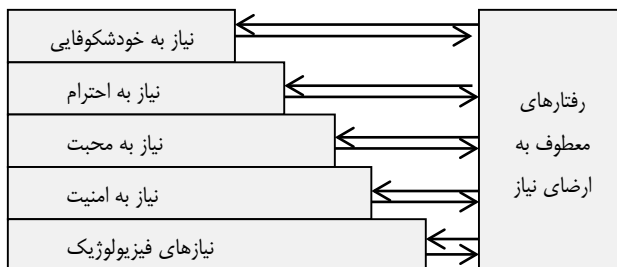 نیاز به خودشکوفایی
نیاز به احترام
نیاز به محبت
نیاز به امنیت
نیازهای فیزیولوژیک
رفتارهای
معطوف به
ارضای نیاز